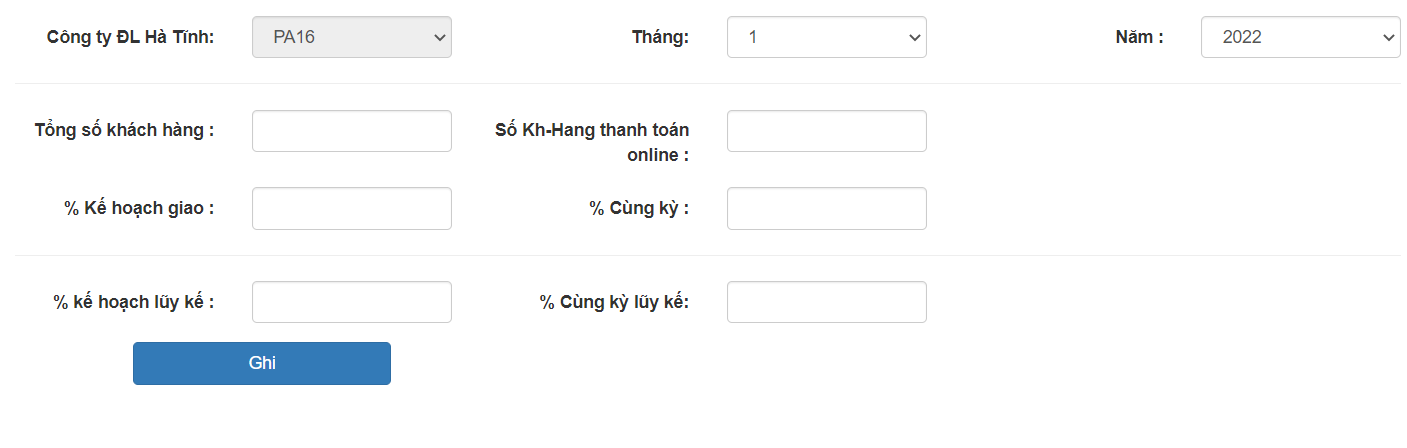 Công ty ĐL Hà Tĩnh: PA16 Tháng: 1 Năm : 2022
Tổng số khách hàng : Số Kh-Hang thanh toán
online :
% Kế hoạch giao : % Cùng kỳ :
% kế hoạch lũy kế : % Cùng kỳ lũy kế:
Ghi